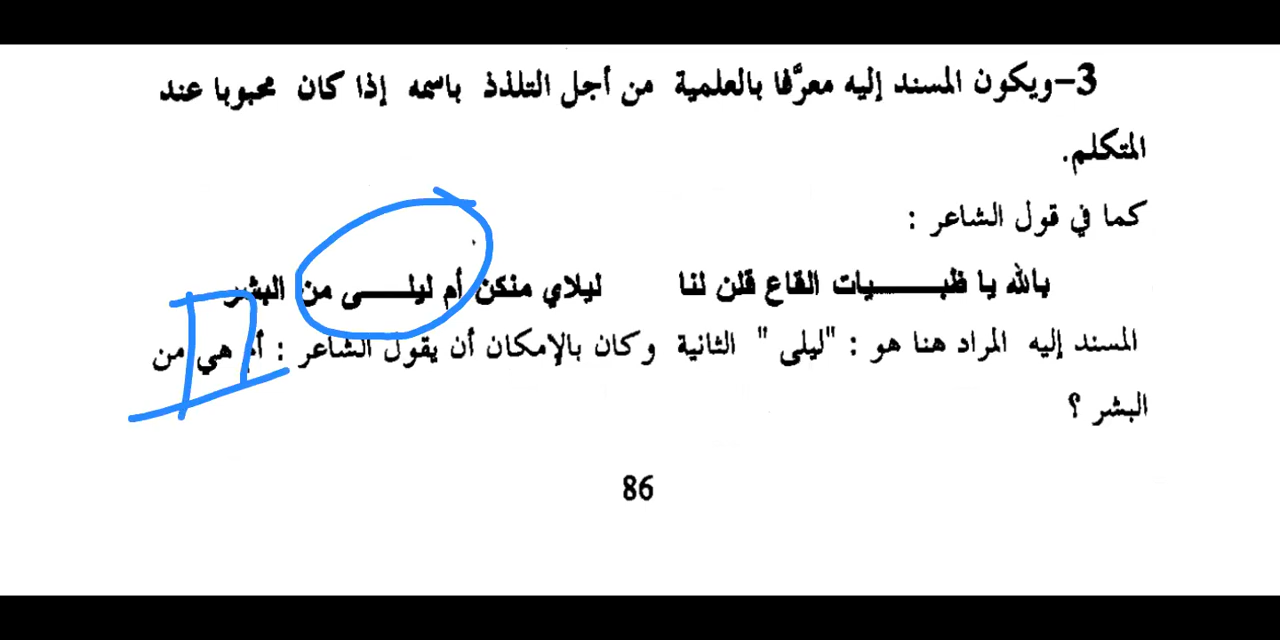 3-ويكون المسند إليه معرَّفا بالعلمية من أجل التلذذ باسمه إذا كان محبوبا عند
المتكلم.
كما في قول الشاعر :
بالله يا ظبـــــيات القاع قلن لنا ليلاي منكن أم ليلـــــى من البشر
المسند إليه المراد هنا هو : "ليلى " الثانية وكان بالإمكان أن يقول الشاعر : أم هي من
البشر ؟
86